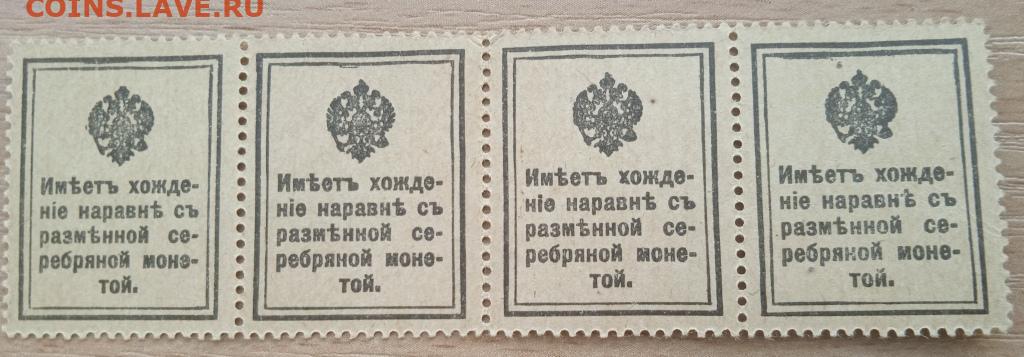 COINS.LAVE.RU
Имѣетъ хожде-
ніе наравнѣ съ
размѣнной се-
ребряной моне-
той.
Имѣетъ хожде-
ніе наравнѣ съ
размѣнной се-
ребряной моне-
той.
Имѣетъ хожде-
ніе наравнѣ съ
размѣнной се-
ребряной моне-
той.
Имѣетъ хожде-
ніе наравнѣ съ
размѣнной се-
ребряной моне-
той.